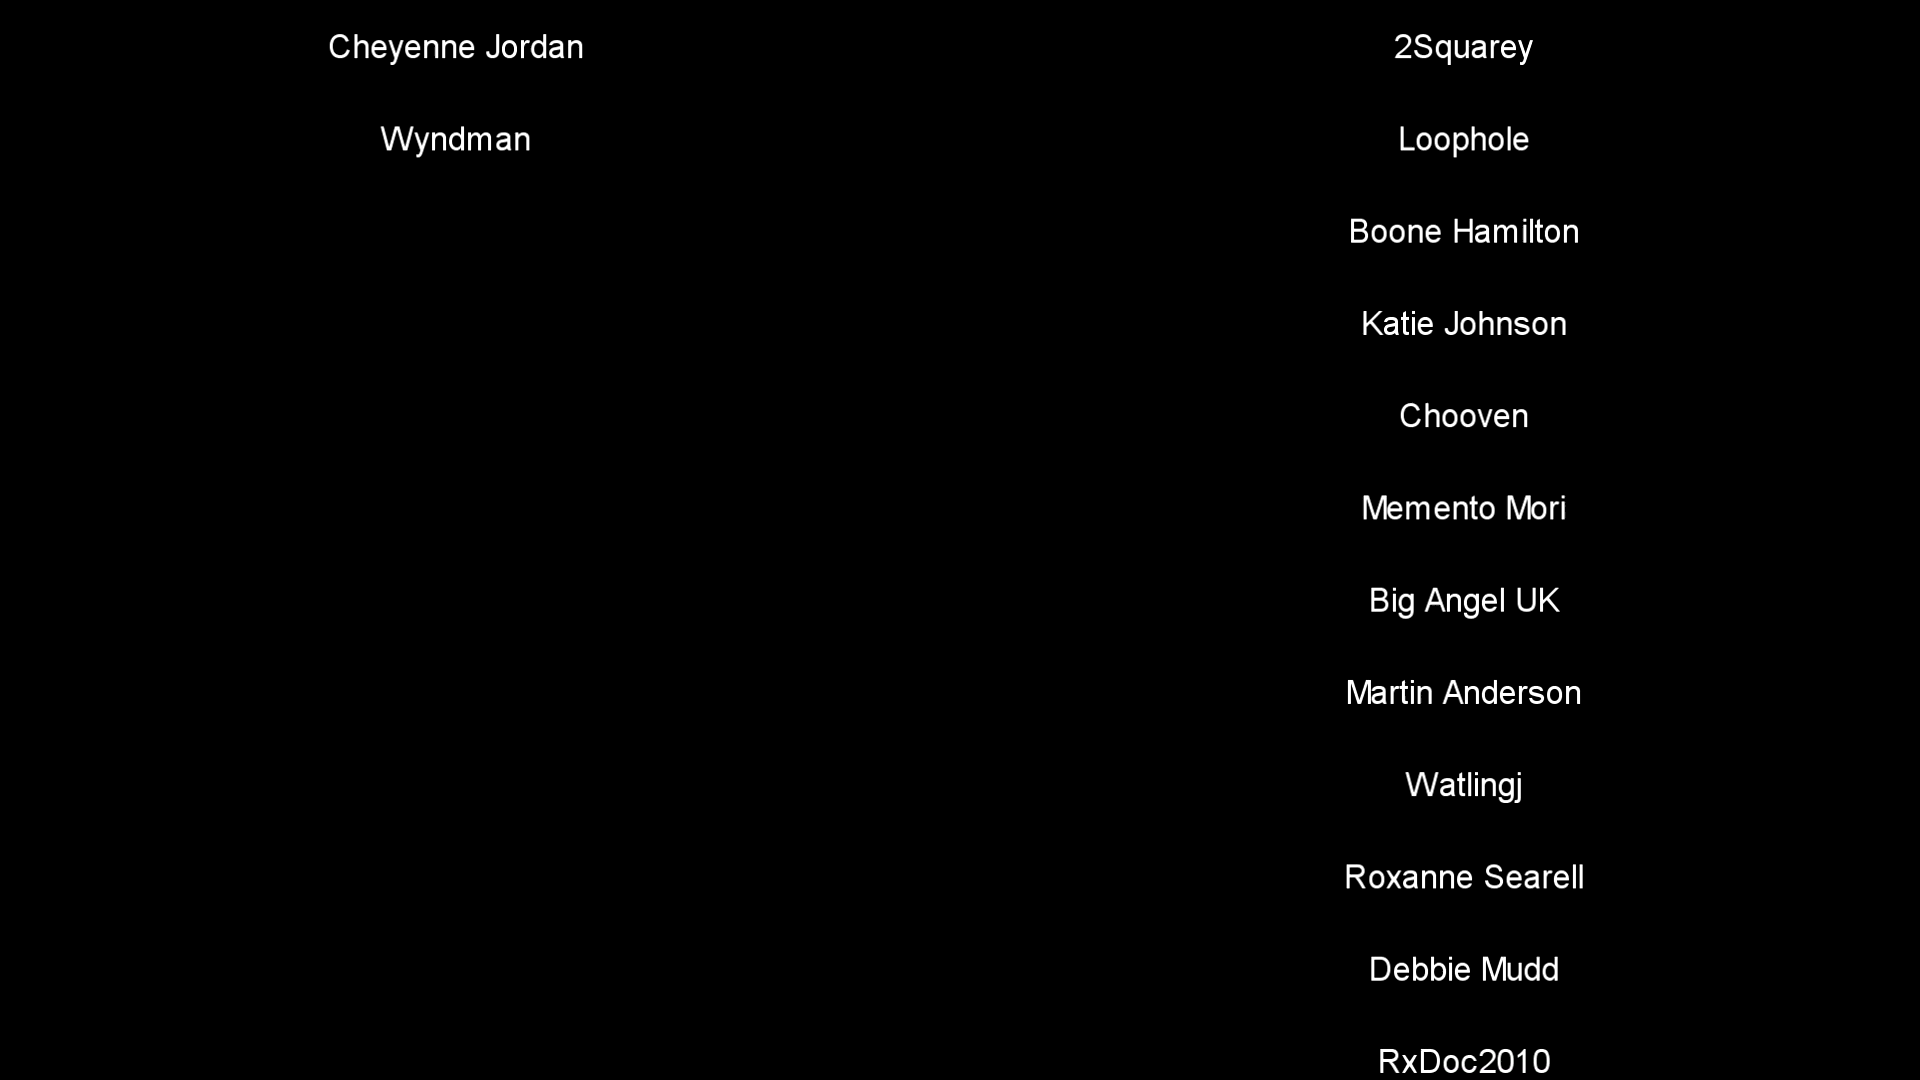 Cheyenne Jordan
Wyndman
2Squarey
Loophole
Boone Hamilton
Katie Johnson
Chooven
Memento Mori
Big Angel UK
Martin Anderson
Watlingj
Roxanne Searell
Debbie Mudd
RxDoc2010